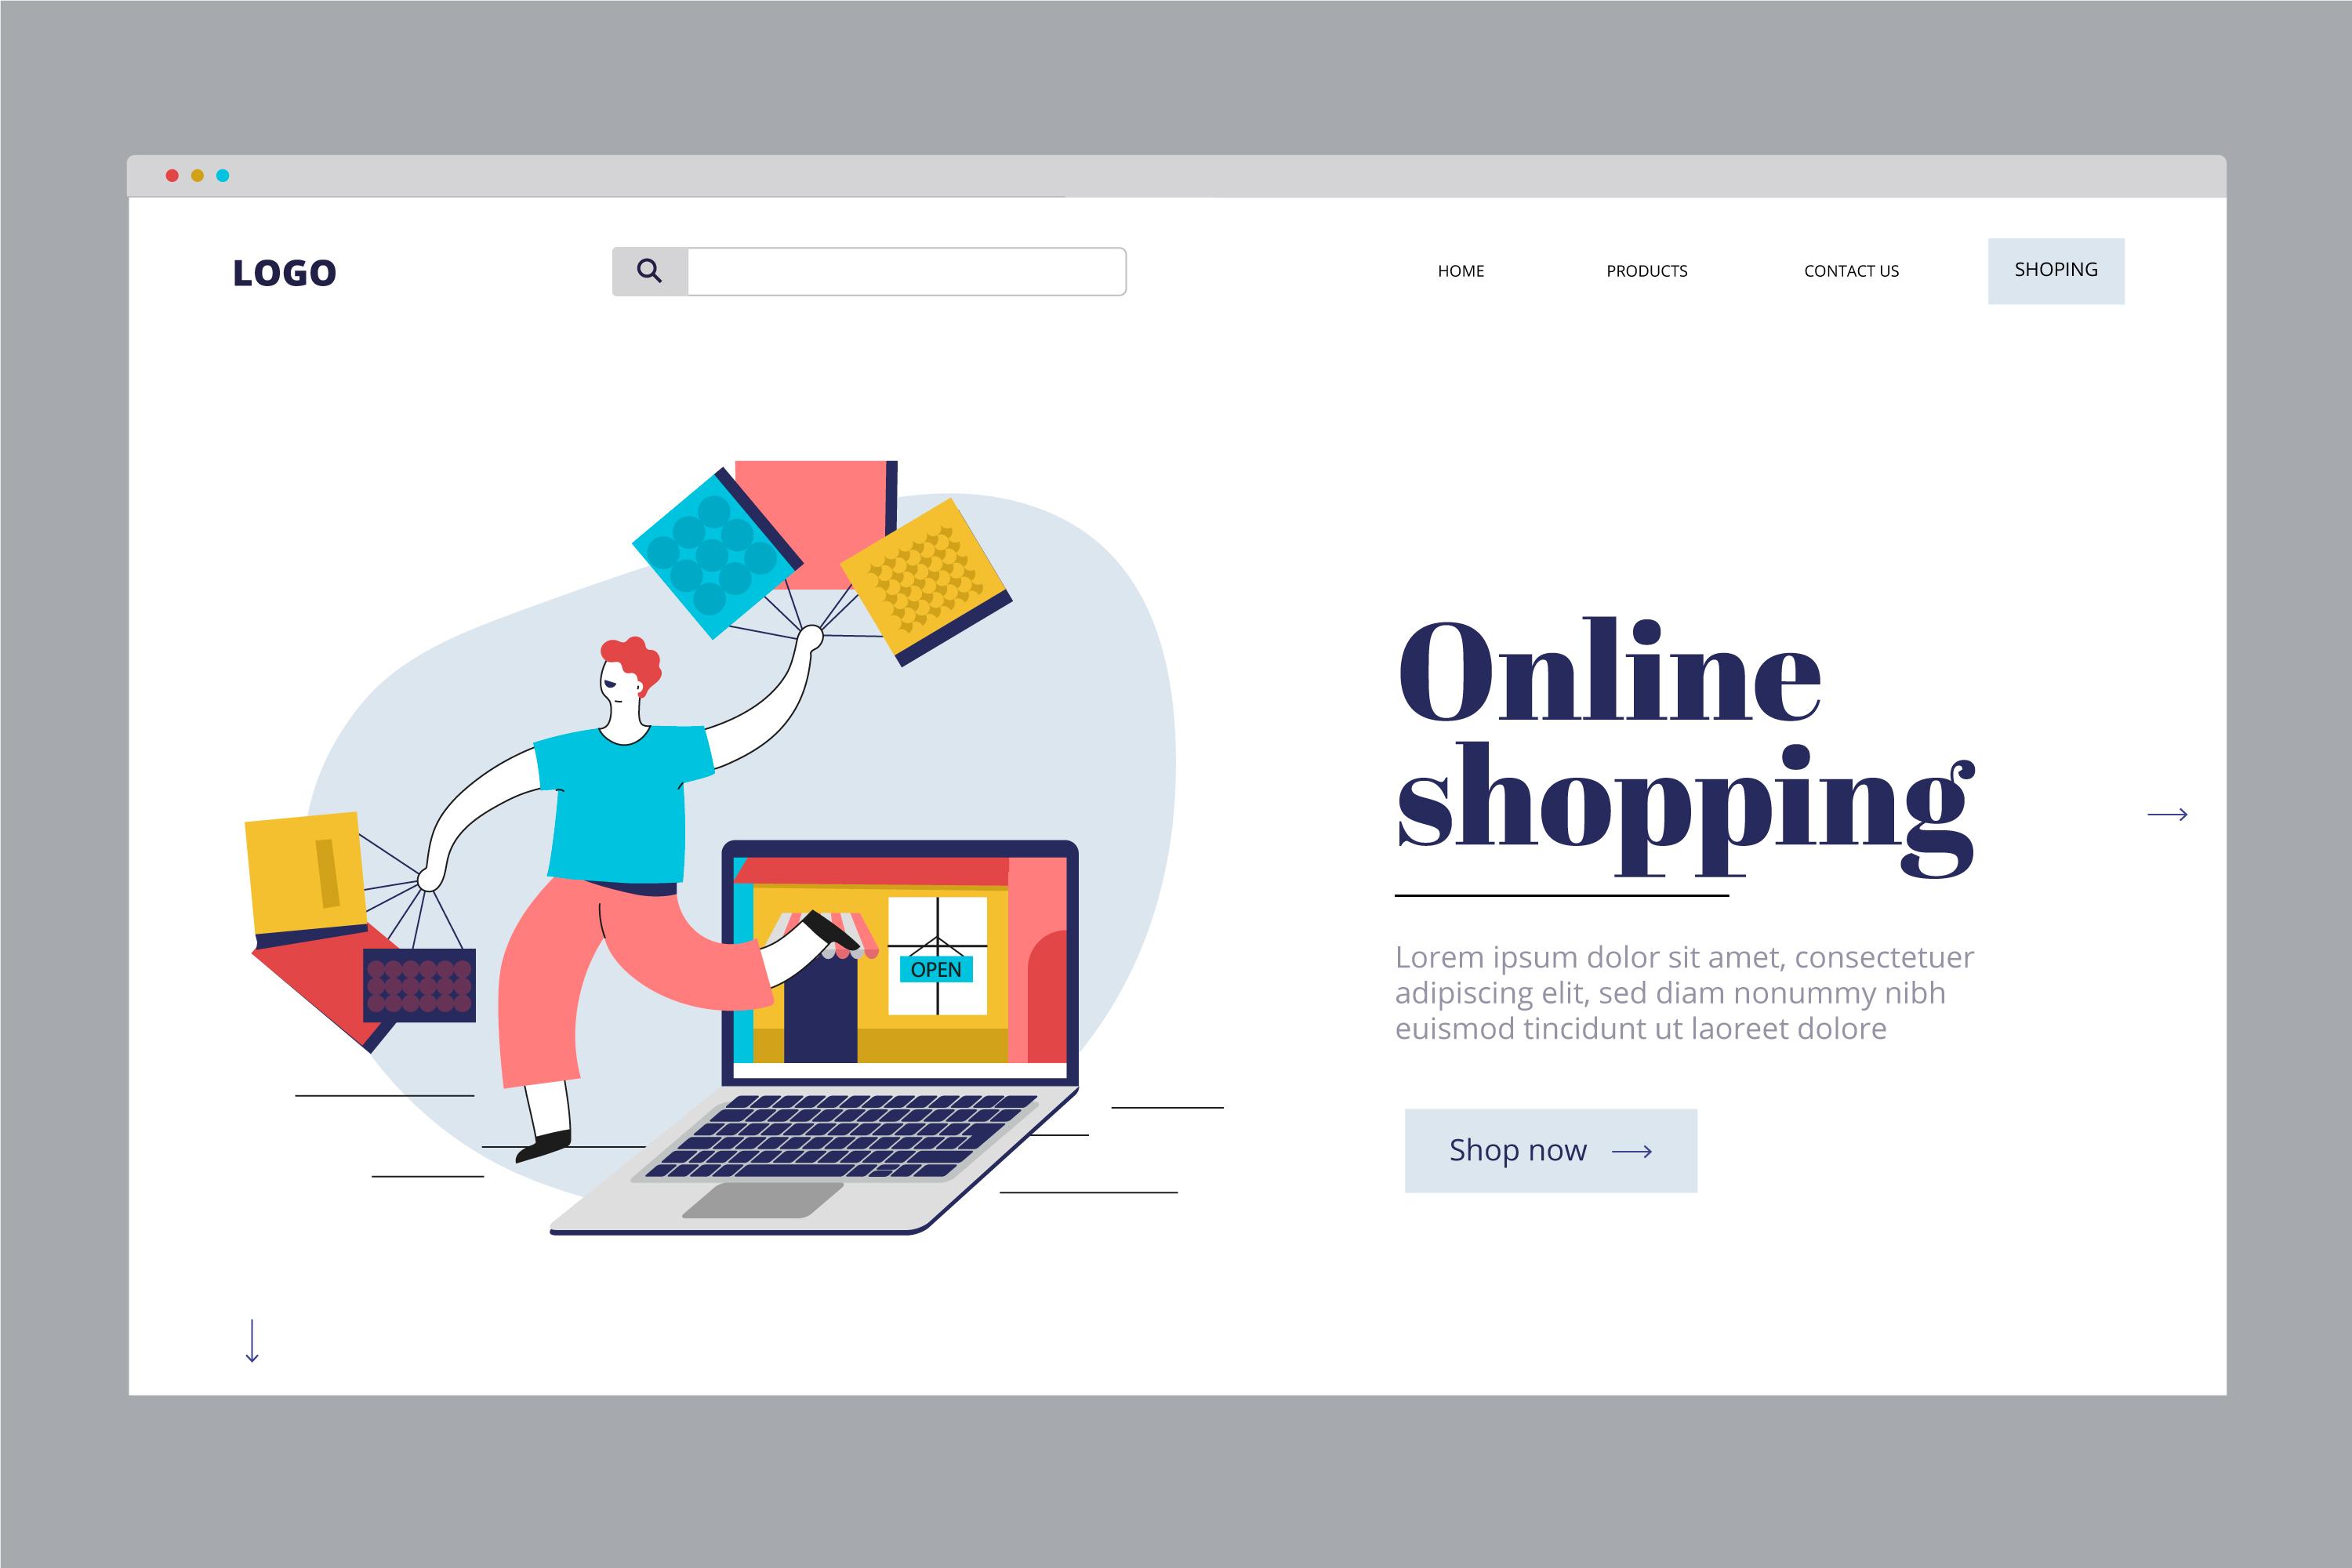 LOGO
HOME
PRODUCTS
CONTACT US
SHOPING
Online
shopping
OPEN
Lorem ipsum dolor sit amet, consectetuer
adipiscing elit, sed diam nonummy nibh
euismod tincidunt ut laoreet dolore
Shop now